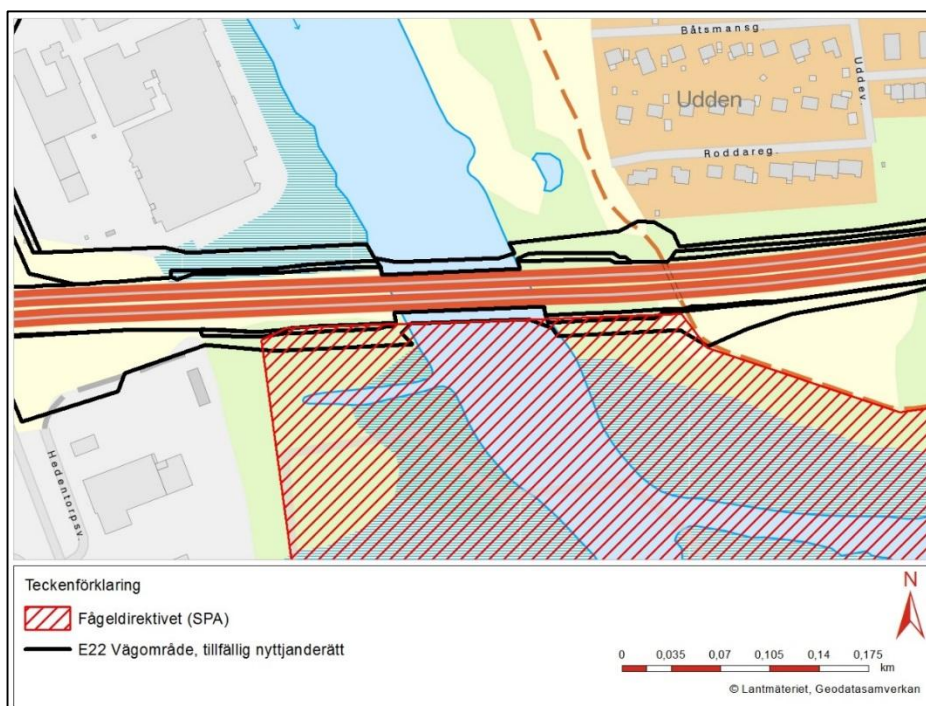 Båtsmansg.
Uddev.
Udden
Roddareg.
Hedentorpsv.
Teckenförklaring
Fågeldirektivet (SPA)
E22 Vägområde, tillfällig nyttjanderätt
N
0 0,035 0,07 0,105 0,14 0,175
km
© Lantmäteriet, Geodatasamverkan